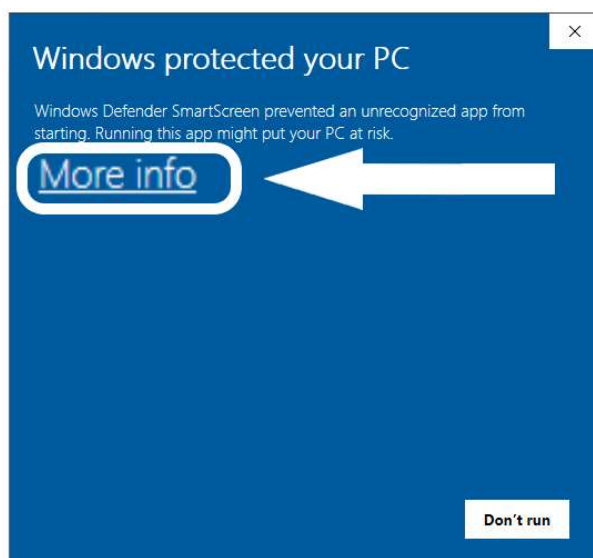 Windows protected your PC
Windows Defender SmartScreen prevented an unrecognized app from
starting. Running this app might put your PC at risk.
More info
Don't run